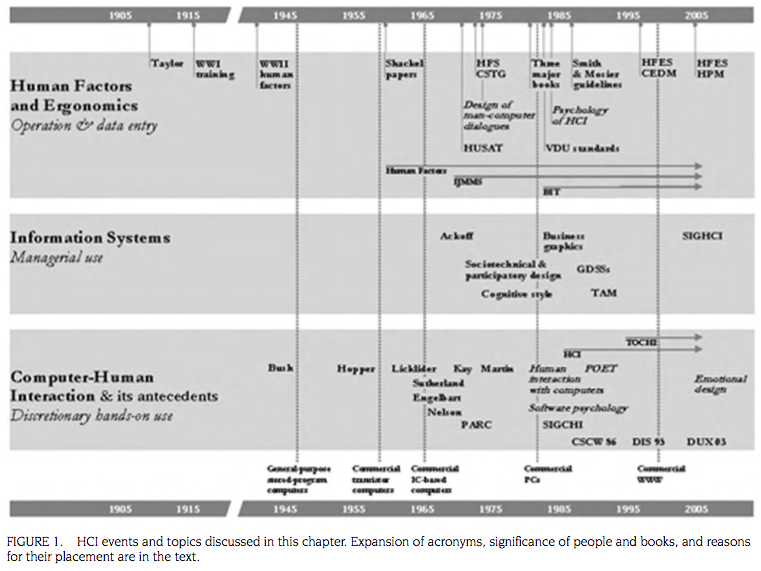 1905 1915 1945 1955 1965 1975 1985 1995 2005
Human Factors
and Ergonomics
Operation & data entry
Taylor
WWI
training
WWII
human
factors
Shackel
papers
HFS
CSTG
Three
major
books
Smith
& Mosier
guidelines
HFES
CEDM
HFES
HPM
Design of
man-computer
dialogues
Psychology
of HCI
HUSAT
VDU standards
Human Factors
IJMMS
BIT
Information Systems
Managerial use
Ackoff
Business
graphics
SIGHCI
Sociotechnical &
participatory design
GDSSs
Cognitive style
TAM
Computer-Human
Interaction & its antecedents
Discretionary hands-on use
TOCHI
HCI
Bush
Hopper
Licklider
Sutherland
Engelbart
Nelson
Kay
Martin
PARC
Human
interaction
with computers
POET
Software psychology
SIGCHI
Emotional
design
CSCW 86
DIS 95
DUX 03
General-purpose
stored-program
computers
Commercial
transistor
computers
Commercial
IC-based
computers
Commercial
PCs
Commercial
WWW
1905 1915 1945 1955 1965 1975 1985 1995 2005
FIGURE 1. HCI events and topics discussed in this chapter. Expansion of acronyms, significance of people and books, and reasons
for their placement are in the text.